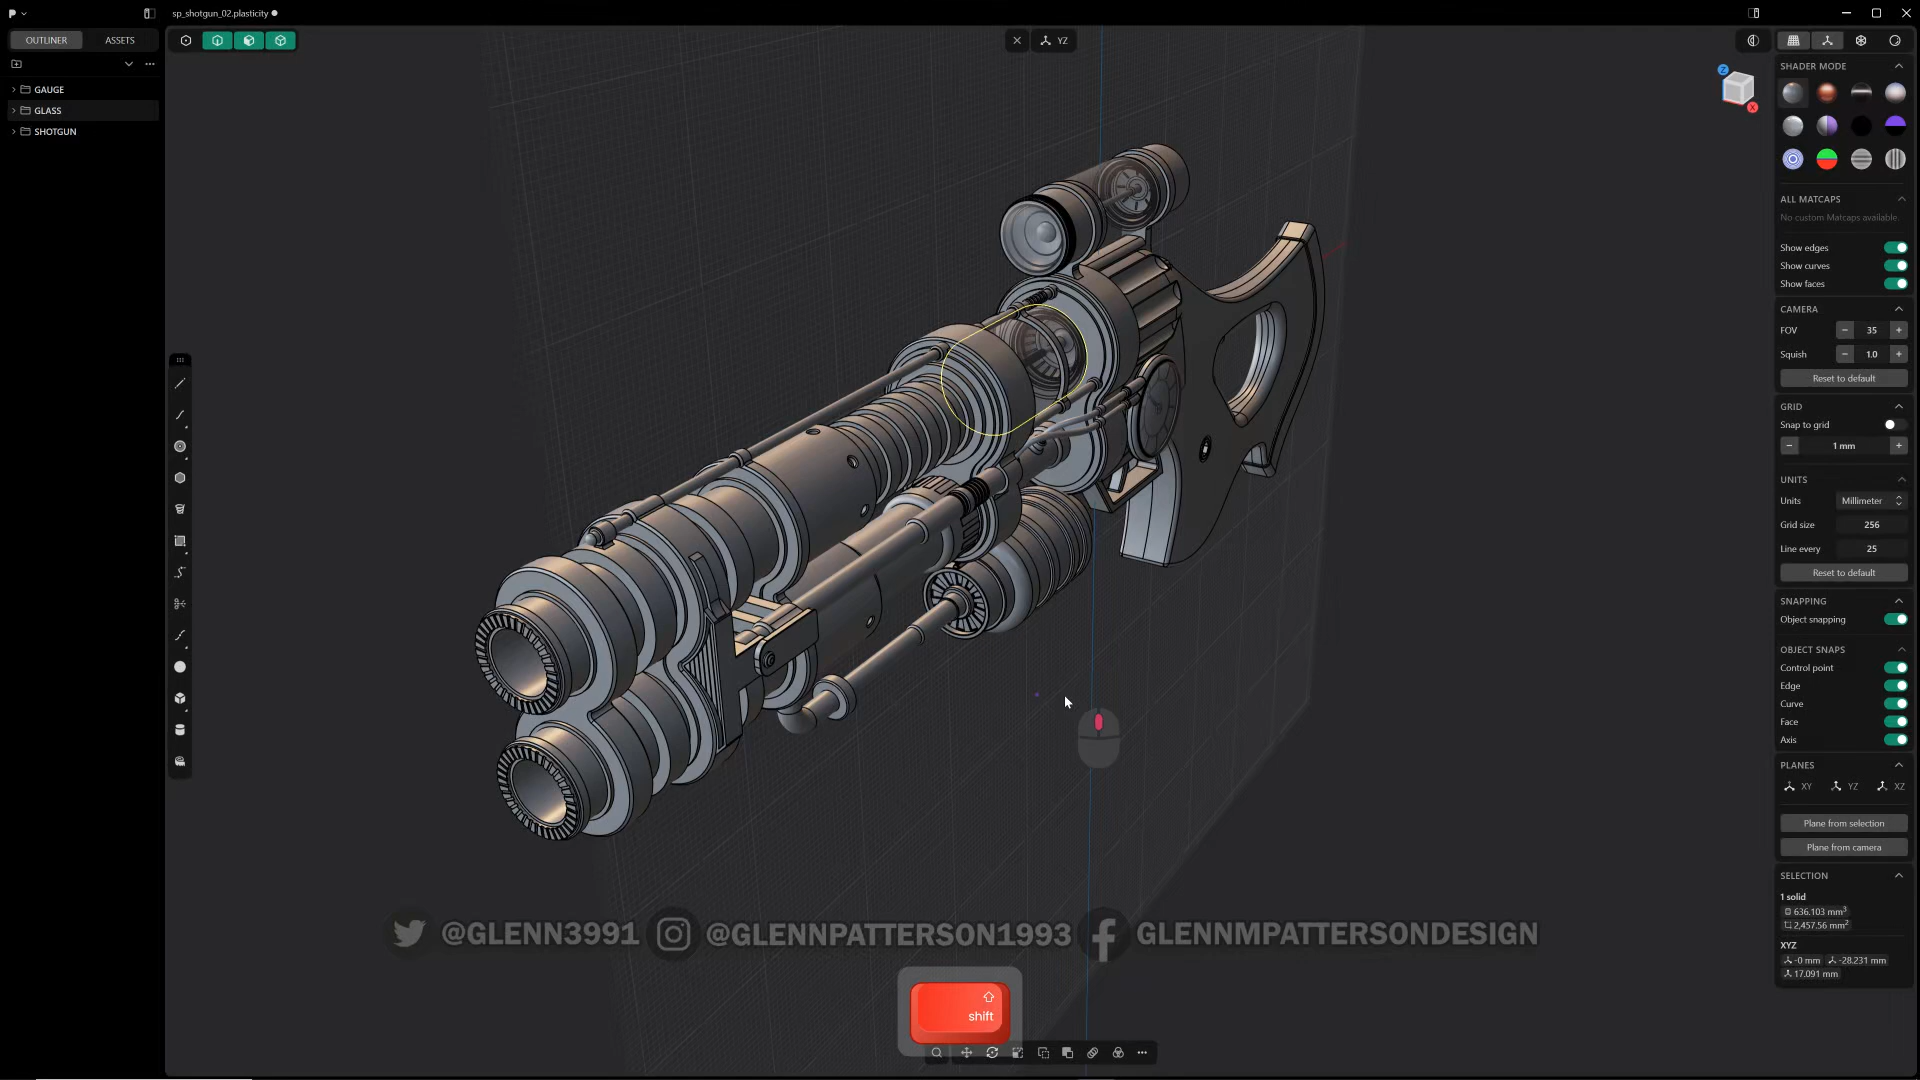 sp_shotgun_02.plasticity
OUTLINER
ASSETS
YZ
GAUGE
GLASS
SHOTGUN
Z
X
SHADER MODE
ALL MATCAPS
No custom Matcaps available.
Show edges
Show curves
Show faces
CAMERA
FOV 35
Squish 1.0
Reset to default
GRID
Snap to grid
1 mm
UNITS
Units Millimeter
Grid size 256
Line every 25
Reset to default
SNAPPING
Object snapping
OBJECT SNAPS
Control point
Edge
Curve
Face
Axis
PLANES
XY YZ XZ
Plane from selection
Plane from camera
SELECTION
1 solid
636.103 mm³
2,457.56 mm²
XYZ
-0 mm -28.231 mm
17.091 mm
@GLENN3991 @GLENNPATTERSON1993 GLENNMPATTERSONDESIGN
shift